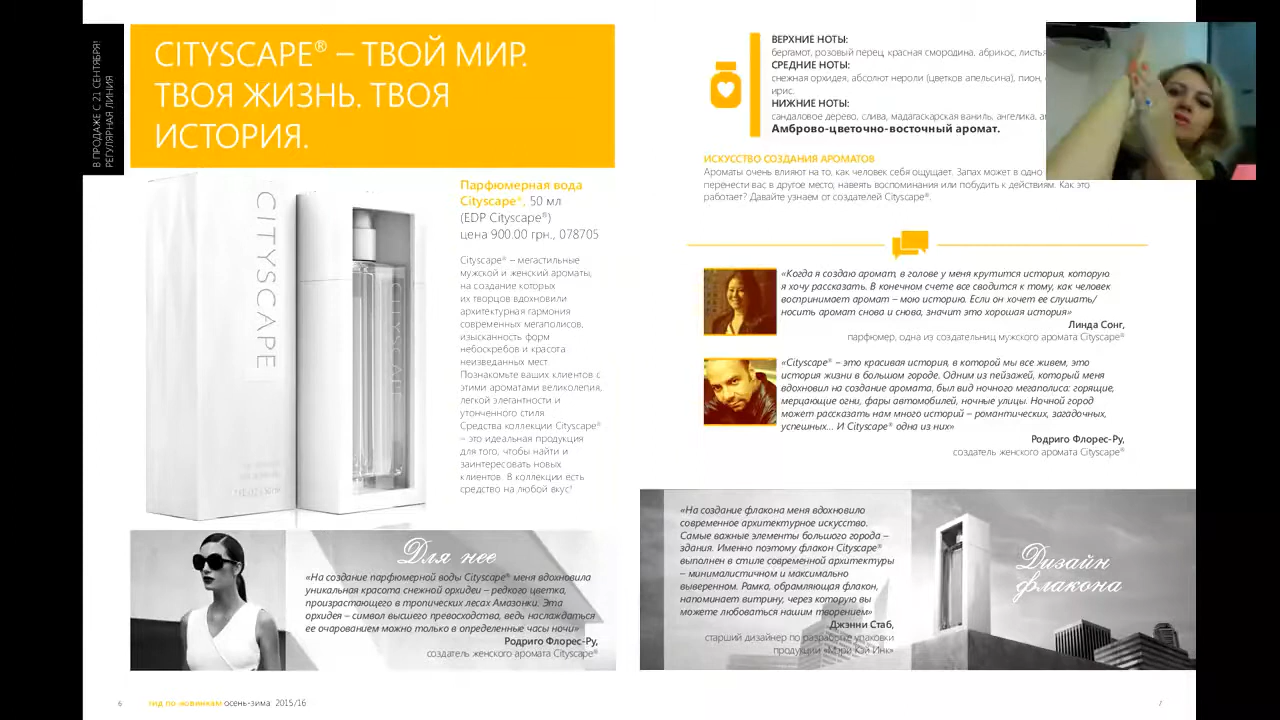 В ПРОДАЖЕ С 21 СЕНТЯБРЯ!
РЕГУЛЯРНАЯ ЛИНИЯ
CITYSCAPE® – ТВОЙ МИР.
ТВОЯ ЖИЗНЬ. ТВОЯ
ИСТОРИЯ.
CITYSCAPE
CITYSCAPE
Парфюмерная вода
Cityscape®, 50 мл
(EDP Cityscape®)
цена 900.00 грн., 078705
Cityscape® – мегастильные
мужской и женский ароматы,
на создание которых
их творцов вдохновили
архитектурная гармония
современных мегаполисов,
изысканность форм
небоскребов и красота
неизведанных мест.
Познакомьте ваших клиентов с
этими ароматами великолепия,
легкой элегантности и
утонченного стиля.
Средства коллекции Cityscape®
– это идеальная продукция
для того, чтобы найти и
заинтересовать новых
клиентов. В коллекции есть
средство на любой вкус!
Для нее
«На создание парфюмерной воды Cityscape® меня вдохновила
уникальная красота снежной орхидеи – редкого цветка,
произрастающего в тропических лесах Амазонки. Эта
орхидея – символ высшего превосходства, ведь наслаждаться
ее очарованием можно только в определенные часы ночи»
Родриго Флорес-Ру,
создатель женского аромата Cityscape®
6
гид по новинкам осень-зима 2015/16
ВЕРХНИЕ НОТЫ:
бергамот, розовый перец, красная смородина, абрикос, листья
СРЕДНИЕ НОТЫ:
снежная орхидея, абсолют нероли (цветков апельсина), пион,
ирис.
НИЖНИЕ НОТЫ:
сандаловое дерево, слива, мадагаскарская ваниль, ангелика,
Амброво-цветочно-восточный аромат.
ИСКУССТВО СОЗДАНИЯ АРОМАТОВ
Ароматы очень влияют на то, как человек себя ощущает. Запах может в одно
перенести вас в другое место, навеять воспоминания или побудить к действиям. Как это
работает? Давайте узнаем от создателей Cityscape®.
«Когда я создаю аромат, в голове у меня крутится история, которую
я хочу рассказать. В конечном счете все сводится к тому, как человек
воспринимает аромат – мою историю. Если он хочет ее слушать/
носить аромат снова и снова, значит это хорошая история»
Линда Сонг,
парфюмер, одна из создательниц мужского аромата Cityscape®
«Cityscape® – это красивая история, в которой мы все живем, это
история жизни в большом городе. Одним из пейзажей, который меня
вдохновил на создание аромата, был вид ночного мегаполиса: горящие,
мерцающие огни, фары автомобилей, ночные улицы. Ночной город
может рассказать нам много историй – романтических, загадочных,
успешных... И Cityscape® одна из них»
Родриго Флорес-Ру,
создатель женского аромата Cityscape®
«На создание флакона меня вдохновило
современное архитектурное искусство.
Самые важные элементы большого города –
здания. Именно поэтому флакон Cityscape®
выполнен в стиле современной архитектуры
– минималистичном и максимально
выверенном. Рамка, обрамляющая флакон,
напоминает витрину, через которую вы
можете любоваться нашим творением»
Джэнни Стаб,
старший дизайнер по разработке упаковки
продукции «Мэри Кэй Инк»
Дизайн
флакона
7